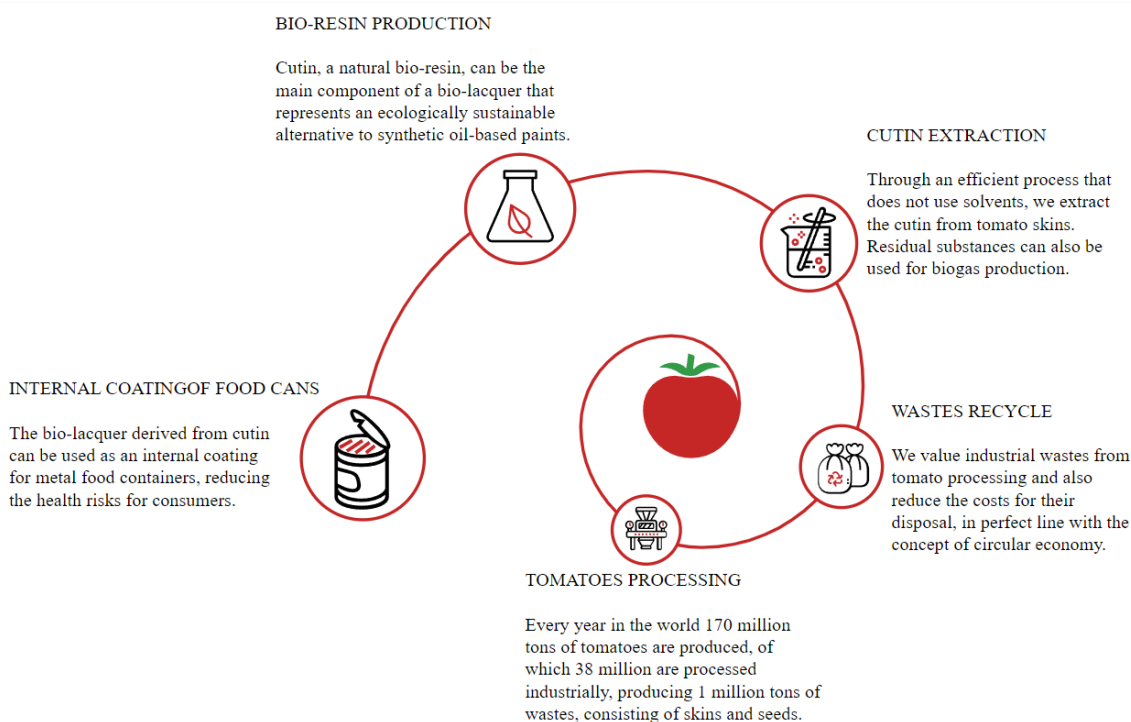 BIO-RESIN PRODUCTION
Cutin, a natural bio-resin, can be the
main component of a bio-lacquer that
represents an ecologically sustainable
alternative to synthetic oil-based paints.
CUTIN EXTRACTION
Through an efficient process that
does not use solvents, we extract
the cutin from tomato skins.
Residual substances can also be
used for biogas production.
INTERNAL COATINGOF FOOD CANS
The bio-lacquer derived from cutin
can be used as an internal coating
for metal food containers, reducing
the health risks for consumers.
WASTES RECYCLE
We value industrial wastes from
tomato processing and also
reduce the costs for their
disposal, in perfect line with the
concept of circular economy.
TOMATOES PROCESSING
Every year in the world 170 million
tons of tomatoes are produced, of
which 38 million are processed
industrially, producing 1 million tons of
wastes, consisting of skins and seeds.